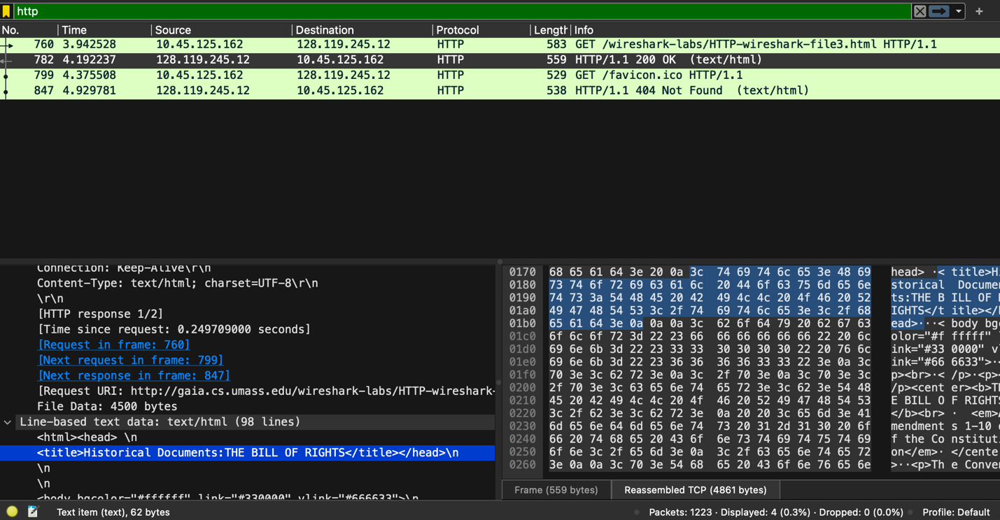 http
No. Time Source Destination Protocol Length Info
760 3.942528 10.45.125.162 128.119.245.12 HTTP 583 GET /wireshark-labs/HTTP-wireshark-file3.html HTTP/1.1
782 4.192237 128.119.245.12 10.45.125.162 HTTP 559 HTTP/1.1 200 OK (text/html)
799 4.375508 10.45.125.162 128.119.245.12 HTTP 529 GET /favicon.ico HTTP/1.1
847 4.929781 128.119.245.12 10.45.125.162 HTTP 538 HTTP/1.1 404 Not Found (text/html)
Connection: Keep-Alive\r\n
Content-Type: text/html; charset=UTF-8\r\n
\r\n
[HTTP response 1/2]
[Time since request: 0.249709000 seconds]
[Request in frame: 760]
[Next request in frame: 799]
[Next response in frame: 847]
[Request URI: http://gaia.cs.umass.edu/wireshark-labs/HTTP-wireshark-
File Data: 4500 bytes
Line-based text data: text/html (98 lines)
<html><head> \n
<title>Historical Documents:THE BILL OF RIGHTS</title></head>\n
\n
\n
<body bgcolor="#ffffff" link="#330000" vlink="#666633">\n
0170 68 65 61 64 3e 20 0a 3c 74 69 74 6c 65 3e 48 69 head> ·< title>Hi
0180 73 74 6f 72 69 63 61 6c 20 44 6f 63 75 6d 65 6e storical Documen
0190 74 73 3a 54 48 45 20 42 49 4c 4c 20 4f 46 20 52 ts:THE B ILL OF R
01a0 49 47 48 54 53 3c 2f 74 69 74 6c 65 3e 3c 2f 68 IGHTS</t itle></h
01b0 65 61 64 3e 0a 0a 0a 3c 62 6f 64 79 20 62 67 63 ead>···< body bgc
01c0 6f 6c 6f 72 3d 22 23 66 66 66 66 66 66 22 20 6c olor="#f fffff" l
01d0 69 6e 6b 3d 22 23 33 33 30 30 30 30 22 20 76 6c ink="#33 0000" vl
01e0 69 6e 6b 3d 22 23 36 36 36 36 33 33 22 3e 0a 3c ink="#66 6633">·<
01f0 70 3e 3c 62 72 3e 0a 3c 2f 70 3e 0a 3c 70 3e 3c p><br>·< /p>·<p><
0200 2f 70 3e 3c 63 65 6e 74 65 72 3e 3c 62 3e 54 48 /p><cent er><b>TH
0210 45 20 42 49 4c 4c 20 4f 46 20 52 49 47 48 54 53 E BILL O F RIGHTS
0220 3c 2f 62 3e 3c 62 72 3e 0a 20 20 3c 65 6d 3e 41 </b><br> ·  <em>A
0230 6d 65 6e 64 6d 65 6e 74 73 20 31 2d 31 30 20 6f mendment s 1-10 o
0240 66 20 74 68 65 20 43 6f 6e 73 74 69 74 75 74 69 f the Co nstituti
0250 6f 6e 3c 2f 65 6d 3e 0a 3c 2f 63 65 6e 74 65 72 on</em>· </center
0260 3e 0a 0a 3c 70 3e 54 68 65 20 43 6f 6e 76 65 6e >··<p>Th e Conven
Frame (559 bytes) Reassembled TCP (4861 bytes)
Text item (text), 62 bytes Packets: 1223 · Displayed: 4 (0.3%) · Dropped: 0 (0.0%) Profile: Default